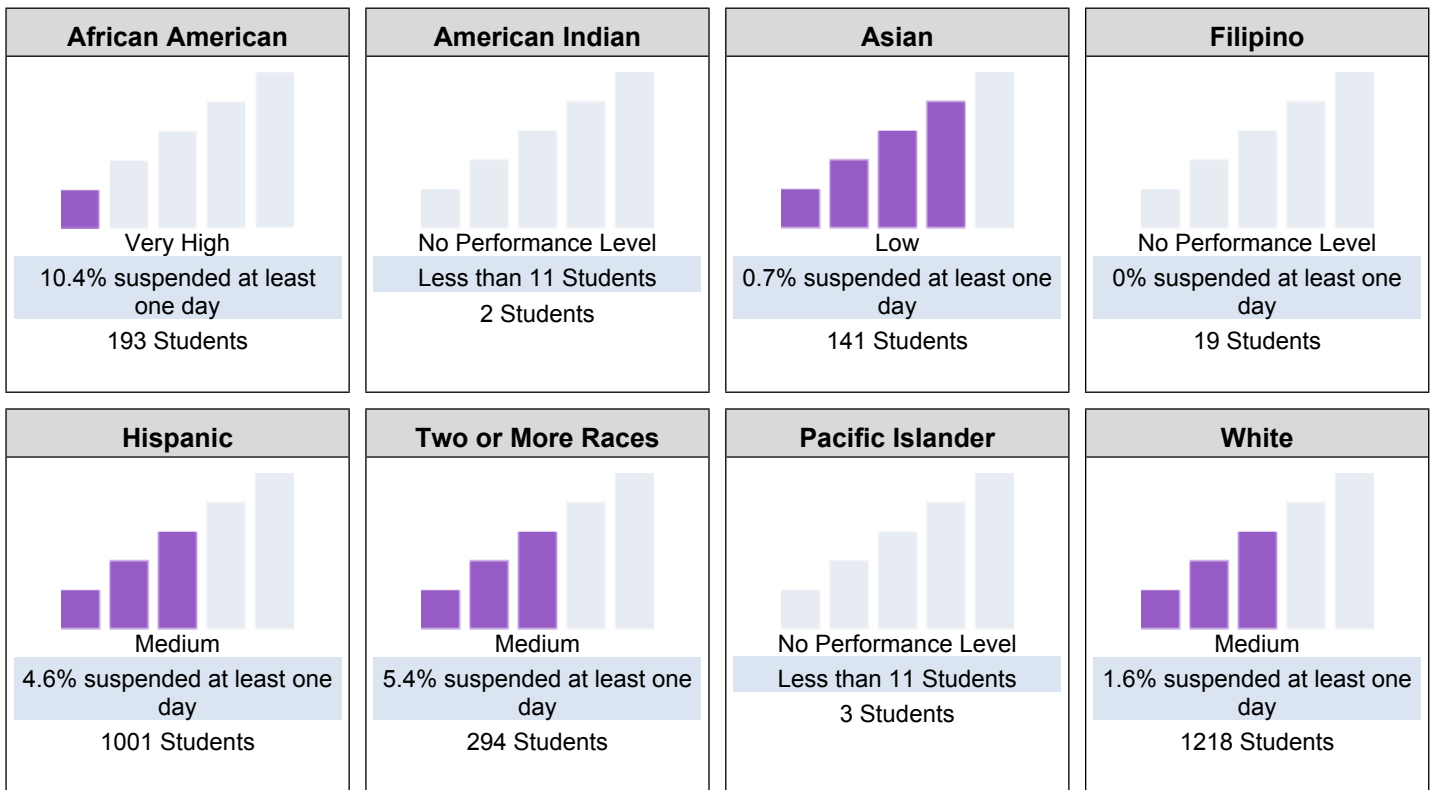 African American
Very High
10.4% suspended at least
one day
193 Students
American Indian
No Performance Level
Less than 11 Students
2 Students
Asian
Low
0.7% suspended at least one
day
141 Students
Filipino
No Performance Level
0% suspended at least one
day
19 Students
Hispanic
Medium
4.6% suspended at least one
day
1001 Students
Two or More Races
Medium
5.4% suspended at least one
day
294 Students
Pacific Islander
No Performance Level
Less than 11 Students
3 Students
White
Medium
1.6% suspended at least one
day
1218 Students